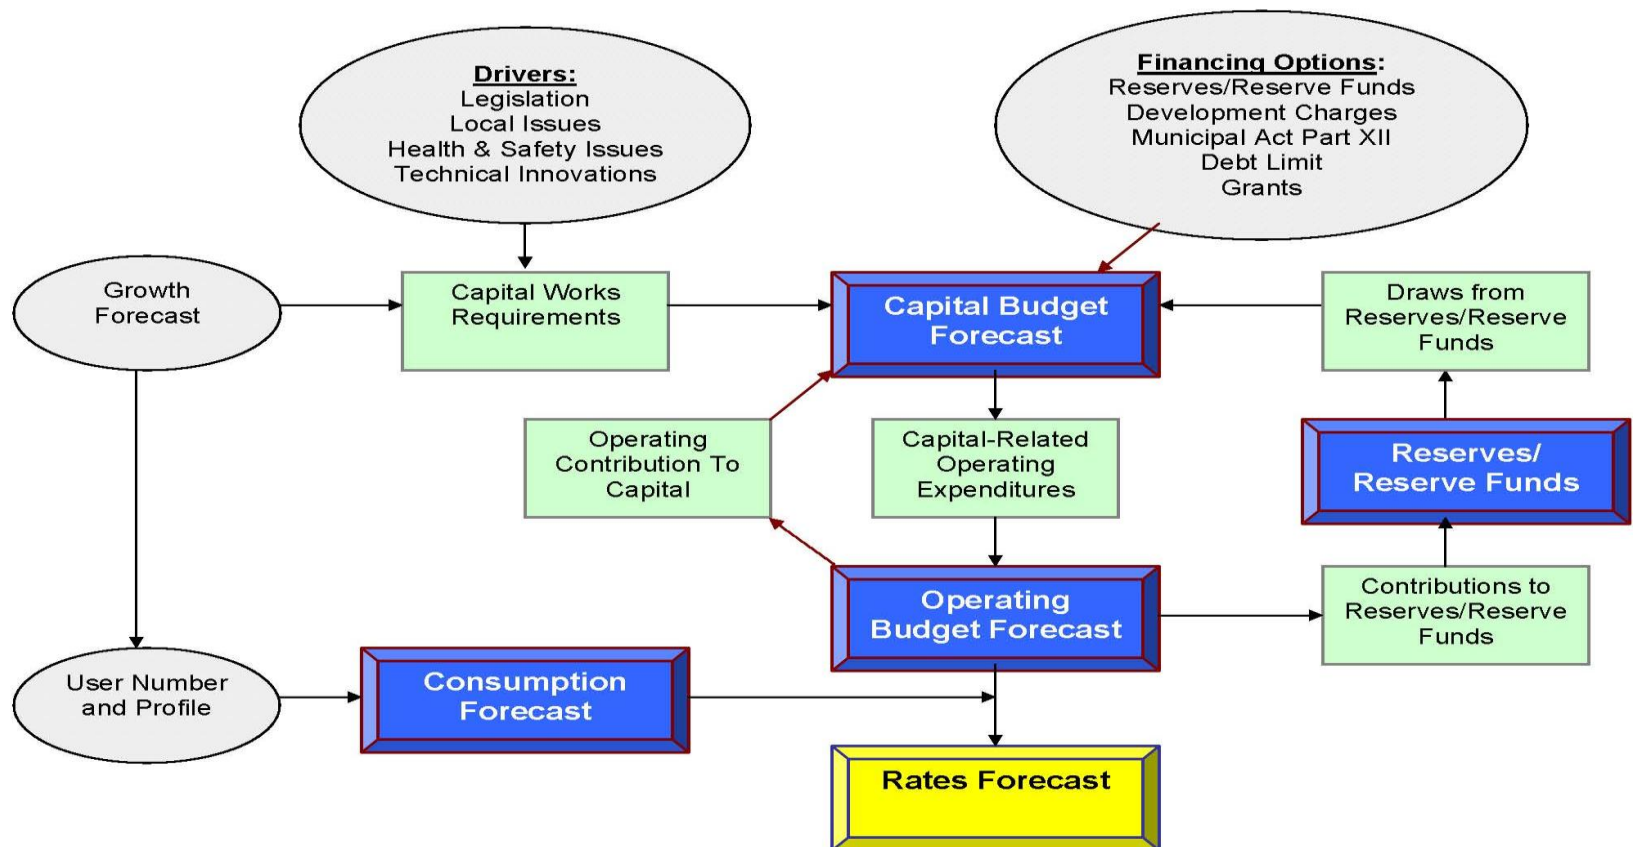 Drivers:
Legislation
Local Issues
Health & Safety Issues
Technical Innovations
Financing Options:
Reserves/Reserve Funds
Development Charges
Municipal Act Part XII
Debt Limit
Grants
Growth
Forecast
Capital Works
Requirements
Capital Budget
Forecast
Draws from
Reserves/Reserve
Funds
Operating
Contribution To
Capital
Capital-Related
Operating
Expenditures
Reserves/
Reserve Funds
Operating
Budget Forecast
Contributions to
Reserves/Reserve
Funds
User Number
and Profile
Consumption
Forecast
Rates Forecast